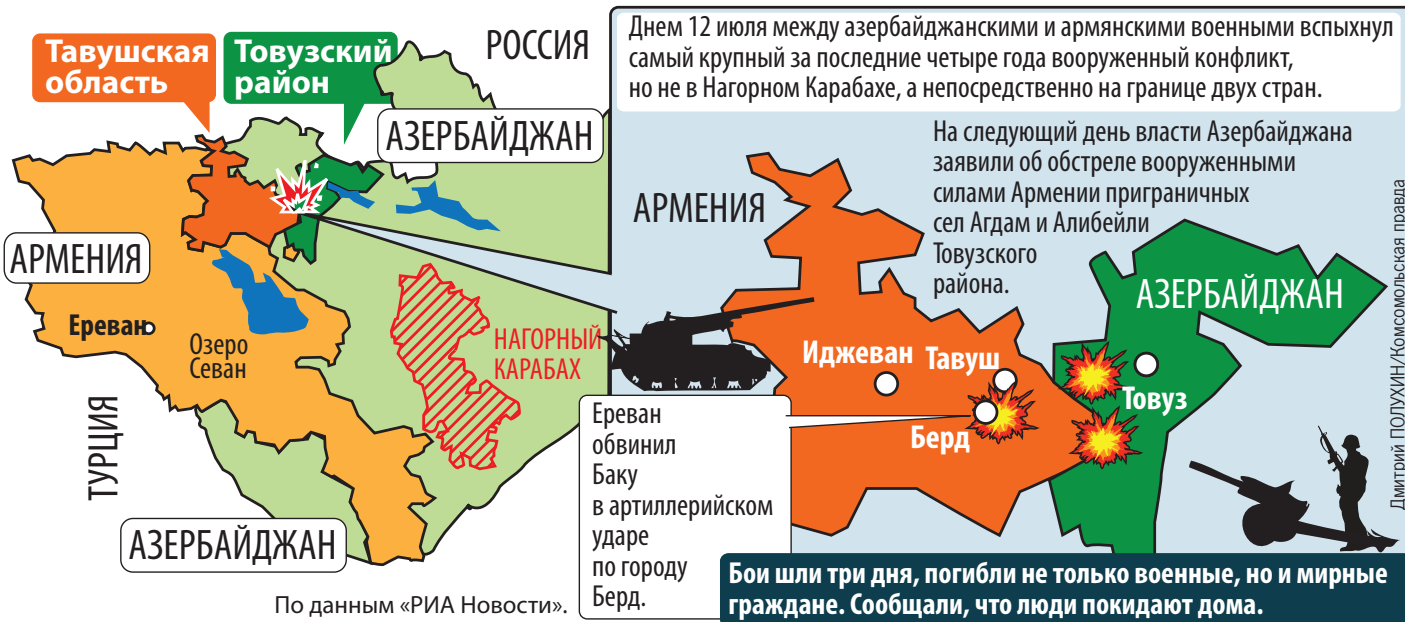 Тавушская
область
Товузский
район
РОССИЯ
АЗЕРБАЙДЖАН
АРМЕНИЯ
Ереван
Озеро
Севан
НАГОРНЫЙ
КАРАБАХ
ТУРЦИЯ
АЗЕРБАЙДЖАН
По данным «РИА Новости».
Днем 12 июля между азербайджанскими и армянскими военными вспыхнул
самый крупный за последние четыре года вооруженный конфликт,
но не в Нагорном Карабахе, а непосредственно на границе двух стран.
На следующий день власти Азербайджана
заявили об обстреле вооруженными
силами Армении приграничных
сел Агдам и Алибейли
Товузского
района.
АРМЕНИЯ
АЗЕРБАЙДЖАН
Иджеван
Тавуш
Товуз
Берд
Ереван
обвинил
Баку
в артиллерийском
ударе
по городу
Берд.
Бои шли три дня, погибли не только военные, но и мирные
граждане. Сообщали, что люди покидают дома.
Дмитрий ПОЛУХИН/Комсомольская правда